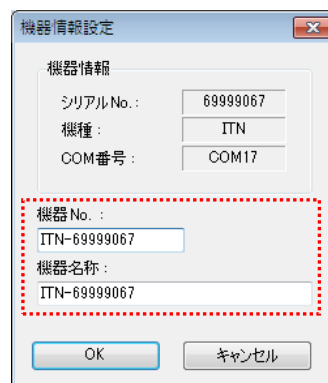 機器情報設定
機器情報
シリアルNo.: 69999067
機種: ITN
COM番号: COM17
機器No. :
ITN-69999067
機器名称:
ITN-69999067
OK キャンセル